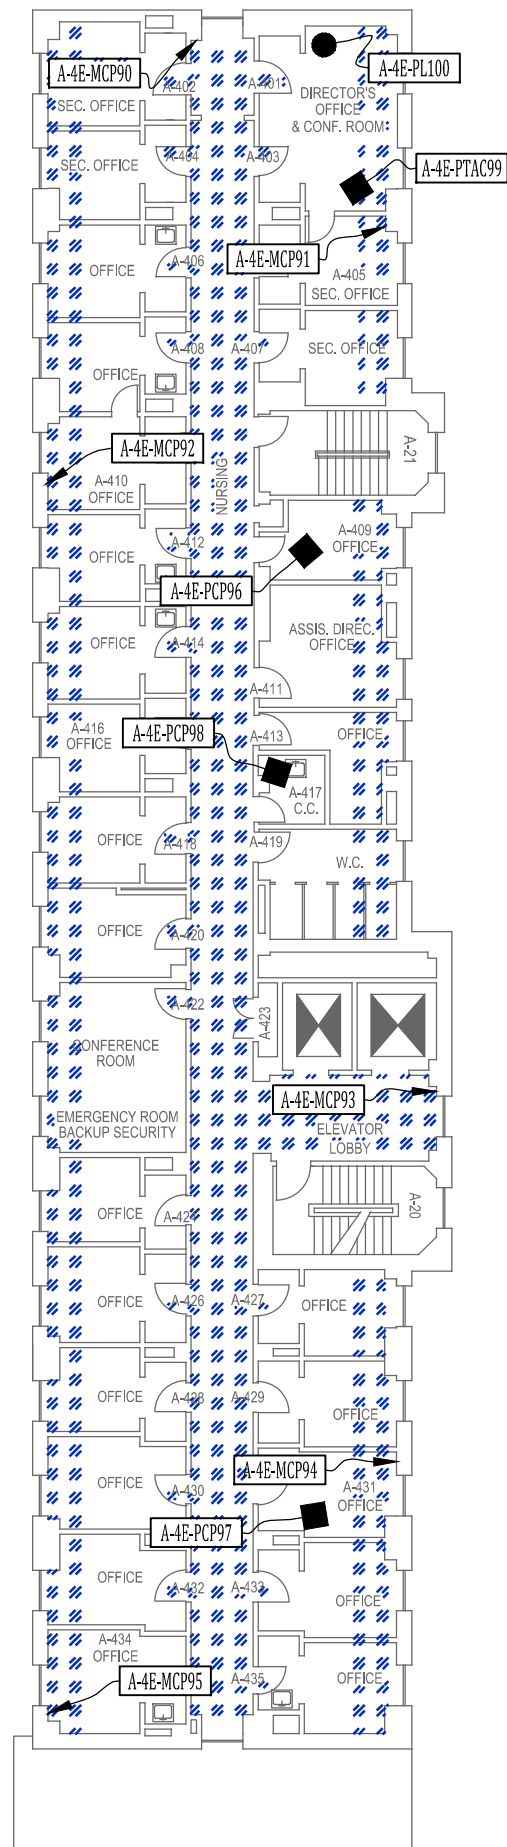 A-4E-MCP90
A-4E-PL100
A-402
A-401
DIRECTOR'S
OFFICE
& CONF. ROOM
SEC. OFFICE
A-404
A-403
SEC. OFFICE
A-4E-PTAC99
A-406
A-4E-MCP91
OFFICE
A-405
SEC. OFFICE
A-408
A-407
SEC. OFFICE
OFFICE
A-4E-MCP92
A-21
A-410
OFFICE
NURSING
A-409
OFFICE
OFFICE
A-412
A-4E-PCP96
ASSIS. DIREC.
OFFICE
OFFICE
A-414
A-411
A-416
OFFICE
A-4E-PCP98
A-413
OFFICE
A-417
C.C.
OFFICE
A-418
A-419
W.C.
OFFICE
A-420
A-422
A-423
CONFERENCE
ROOM
A-4E-MCP93
EMERGENCY ROOM
BACKUP SECURITY
ELEVATOR
LOBBY
OFFICE
A-20
OFFICE
A-426
A-427
OFFICE
OFFICE
A-428
A-429
OFFICE
A-4E-MCP94
OFFICE
A-430
A-431
OFFICE
A-4E-PCP97
OFFICE
A-432
A-433
OFFICE
A-434
OFFICE
A-4E-MCP95
A-435
OFFICE